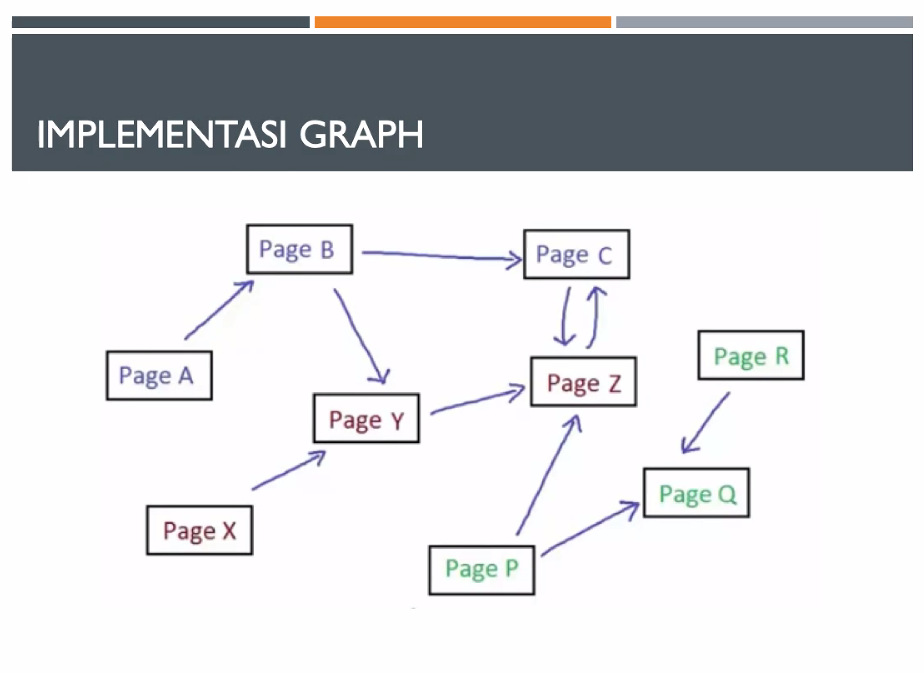 IMPLEMENTASI GRAPH
Page B
Page C
Page A
Page R
Page Z
Page Y
Page Q
Page X
Page P